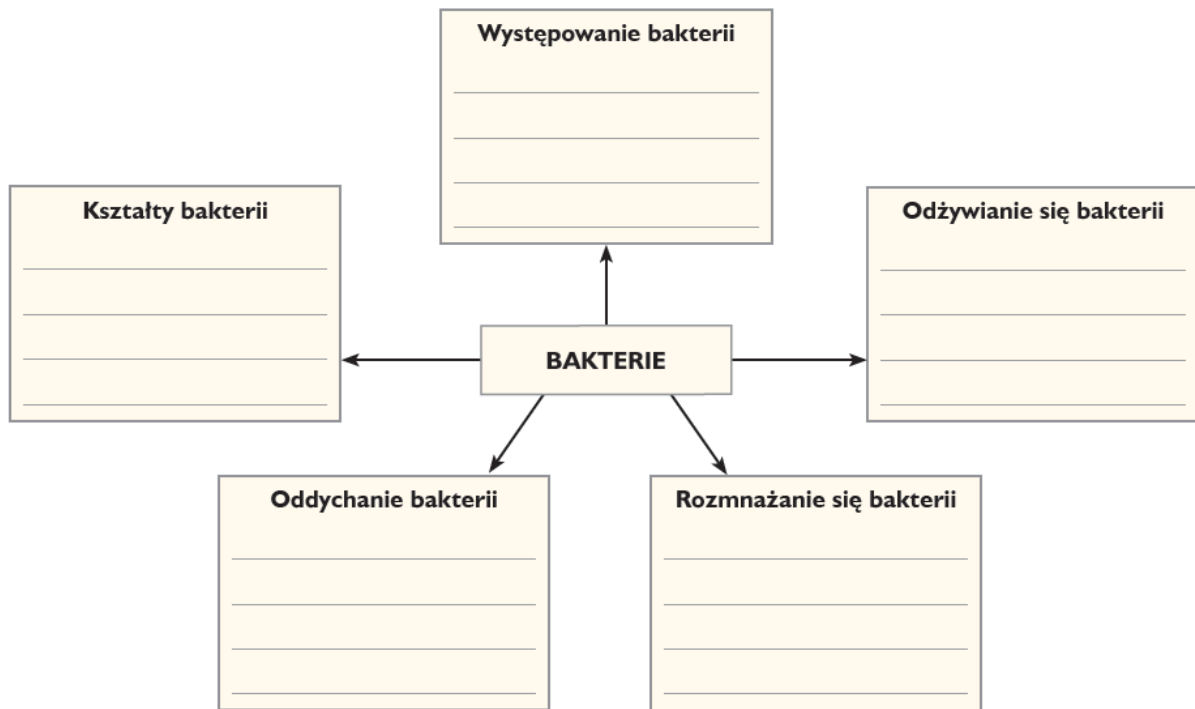 Występowanie bakterii
Kształty bakterii
Odżywianie się bakterii
BAKTERIE
Oddychanie bakterii
Rozmnażanie się bakterii